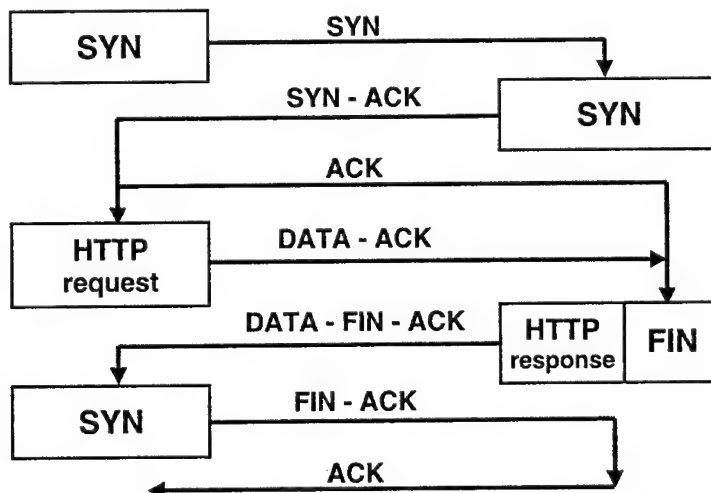 SYN
SYN
SYN - ACK
SYN
ACK
HTTP
request
DATA - ACK
DATA - FIN - ACK
HTTP
response
FIN
SYN
FIN - ACK
ACK